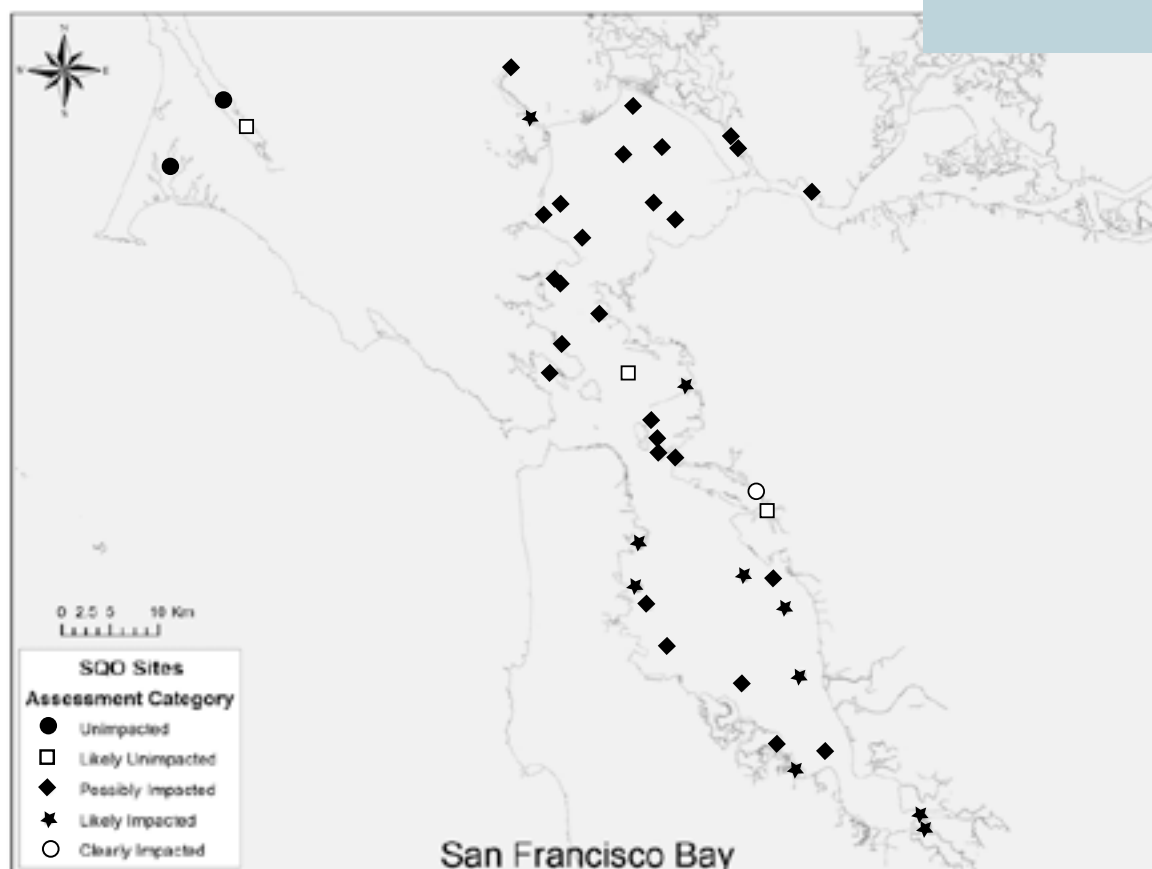 N
E
S
0 2.5 5 10 Km
SQO Sites
Assessment Category
Unimpacted
Likely Unimpacted
Possibly Impacted
Likely Impacted
Clearly Impacted
San Francisco Bay